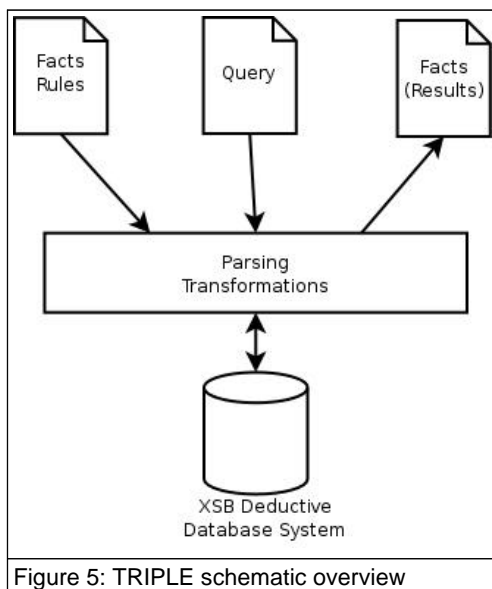 Facts
Rules
Query
Facts
(Results)
Parsing
Transformations
XSB Deductive
Database System
Figure 5: TRIPLE schematic overview